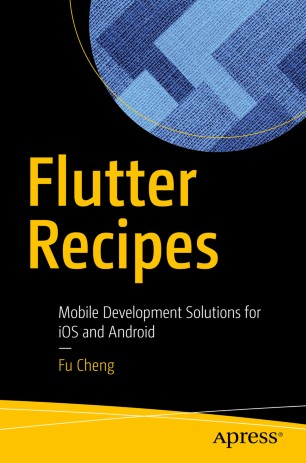 Flutter
Recipes
Mobile Development Solutions for
iOS and Android
—
Fu Cheng
Apress®